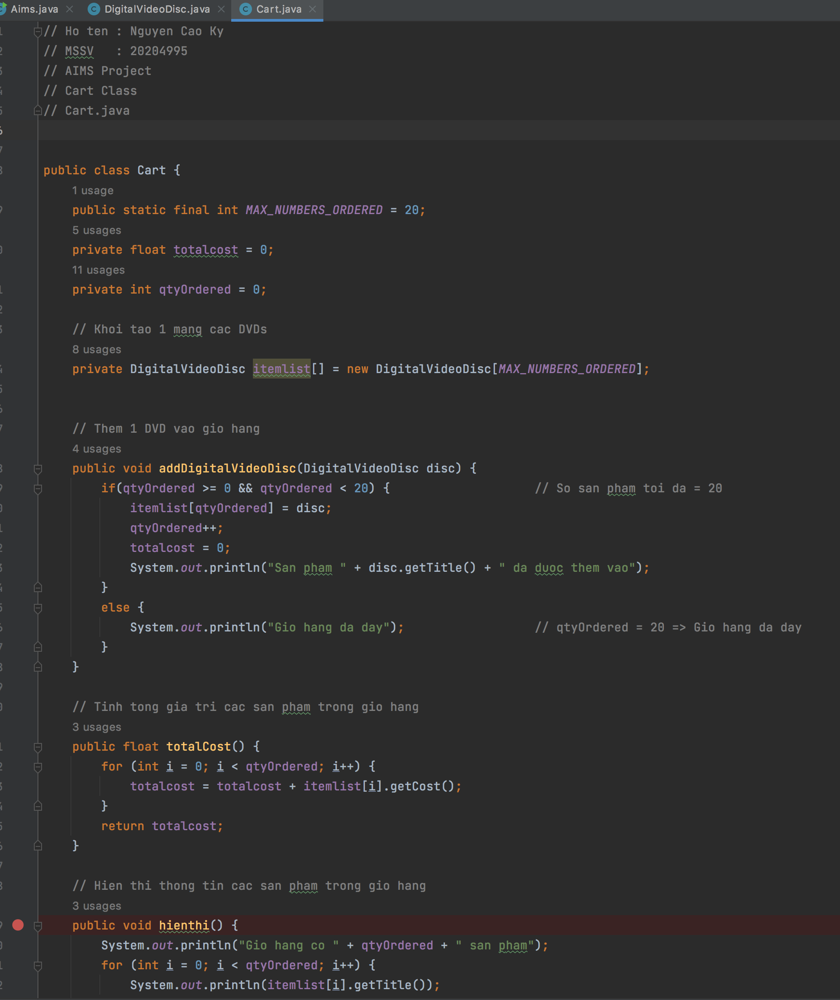 Aims.java DigitalVideoDisc.java Cart.java
// Ho ten : Nguyen Cao Ky
// MSSV   : 20204995
// AIMS Project
// Cart Class
// Cart.java
public class Cart {
1 usage
public static final int MAX_NUMBERS_ORDERED = 20;
5 usages
private float totalcost = 0;
11 usages
private int qtyOrdered = 0;
// Khoi tao 1 mang cac DVDs
8 usages
private DigitalVideoDisc itemlist[] = new DigitalVideoDisc[MAX_NUMBERS_ORDERED];
// Them 1 DVD vao gio hang
4 usages
public void addDigitalVideoDisc(DigitalVideoDisc disc) {
if(qtyOrdered >= 0 && qtyOrdered < 20) { // So san pham toi da = 20
itemlist[qtyOrdered] = disc;
qtyOrdered++;
totalcost = 0;
System.out.println("San pham " + disc.getTitle() + " da duoc them vao");
}
else {
System.out.println("Gio hang da day"); // qtyOrdered = 20 => Gio hang da day
}
}
// Tinh tong gia tri cac san pham trong gio hang
3 usages
public float totalCost() {
for (int i = 0; i < qtyOrdered; i++) {
totalcost = totalcost + itemlist[i].getCost();
}
return totalcost;
}
// Hien thi thong tin cac san pham trong gio hang
3 usages
public void hienthi() {
System.out.println("Gio hang co " + qtyOrdered + " san pham");
for (int i = 0; i < qtyOrdered; i++) {
System.out.println(itemlist[i].getTitle());